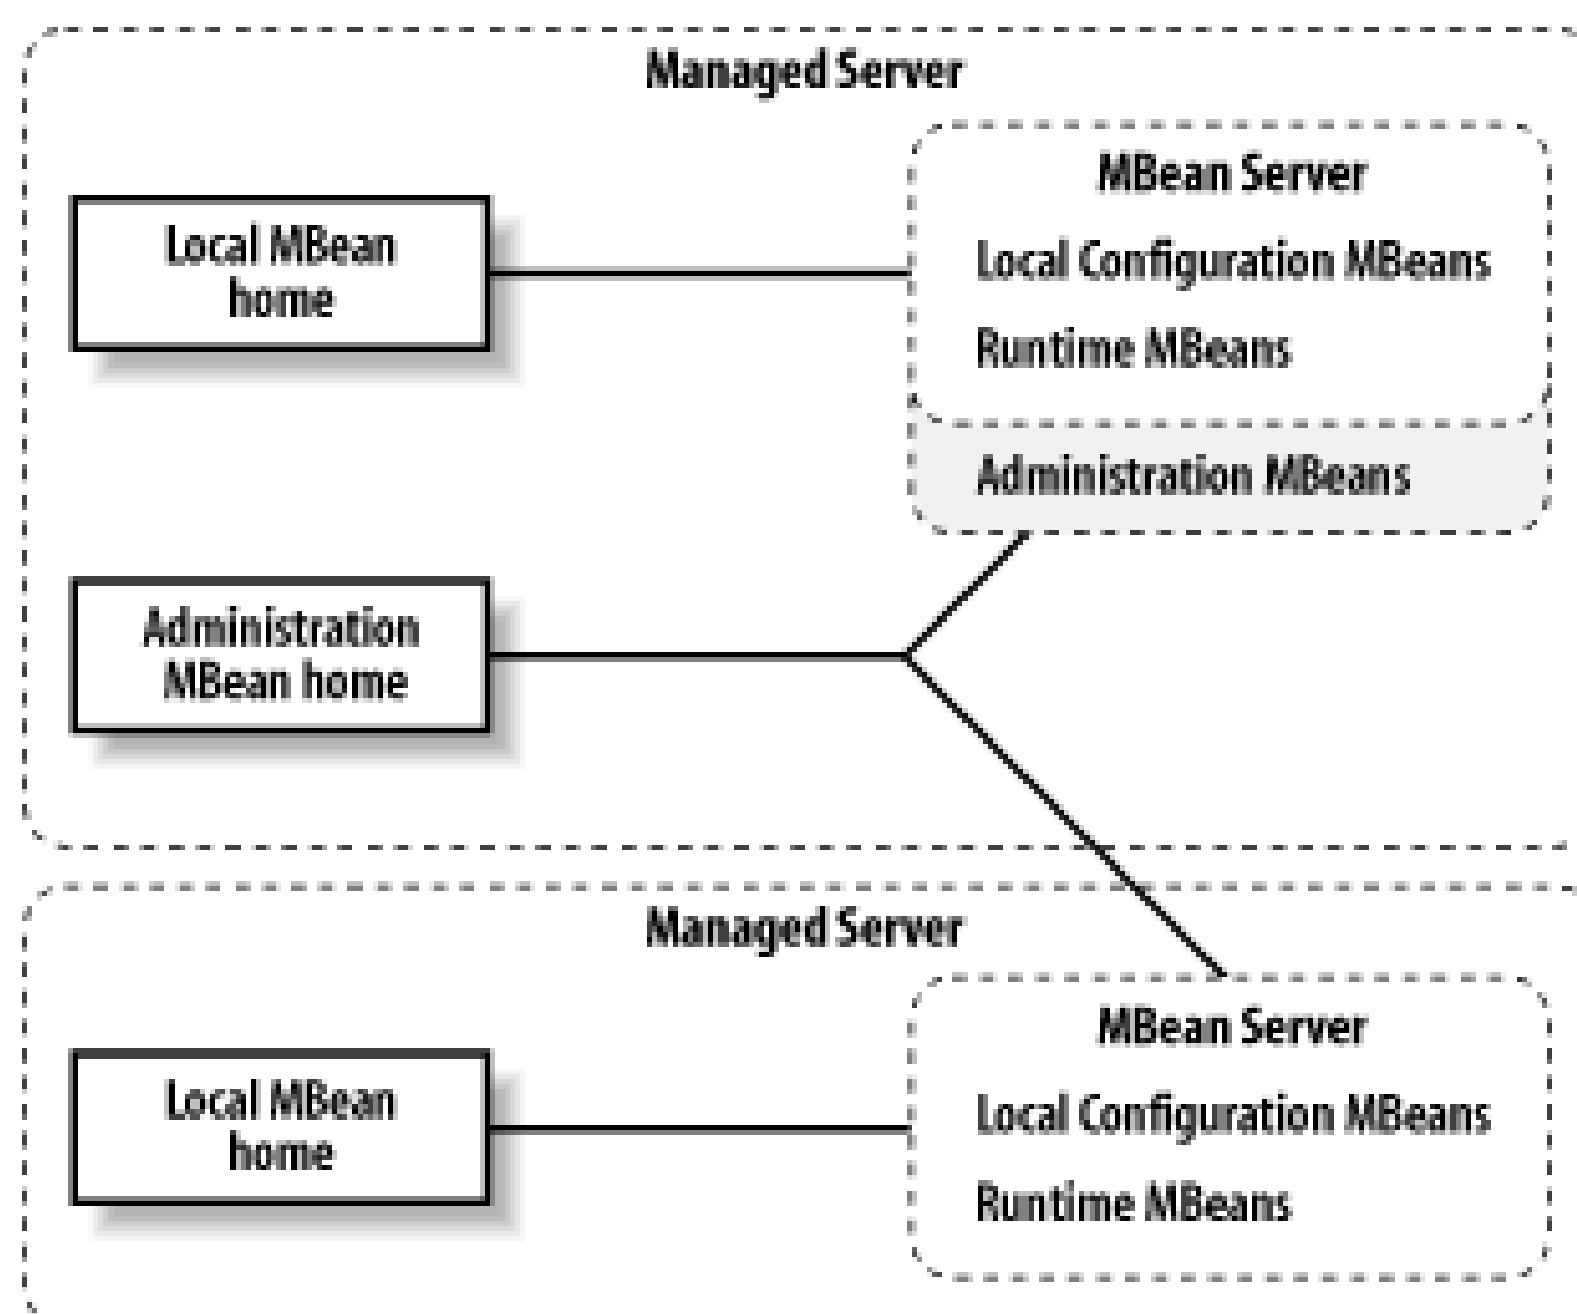 Managed Server
MBean Server
Local MBean
home
Local Configuration MBeans
Runtime MBeans
Administration MBeans
Administration
MBean home
Managed Server
MBean Server
Local MBean
home
Local Configuration MBeans
Runtime MBeans